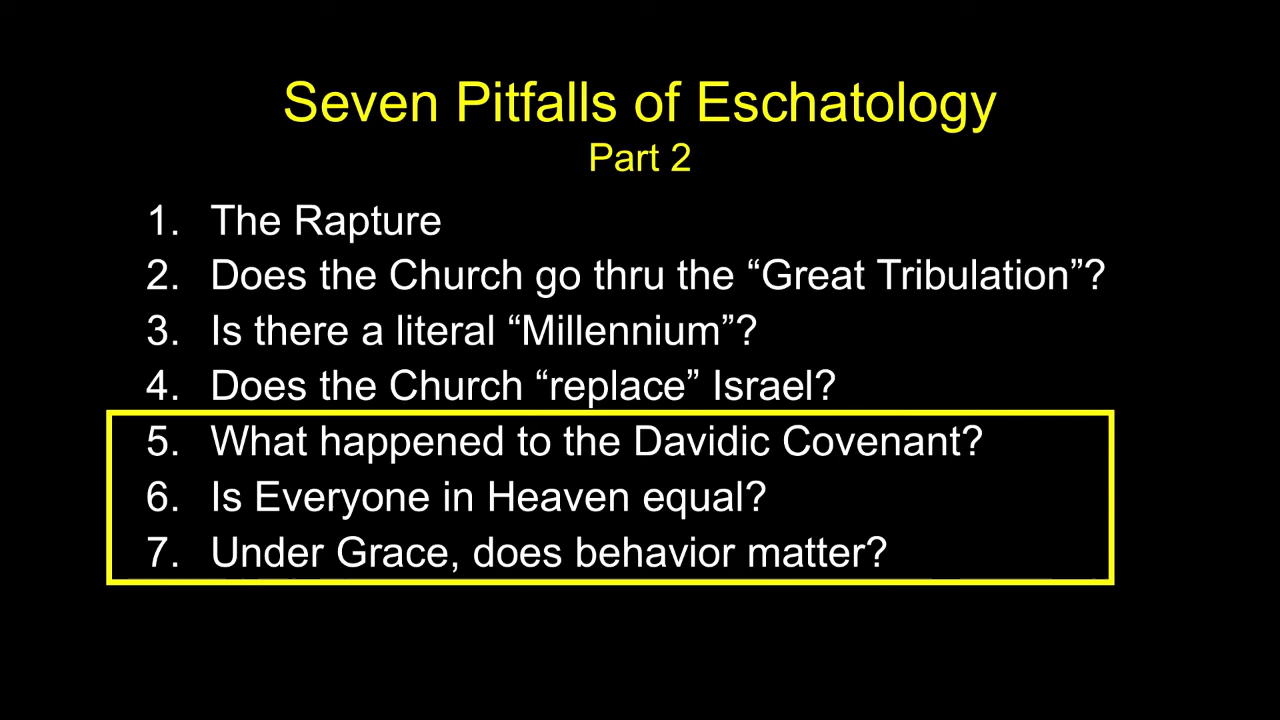 Seven Pitfalls of Eschatology
Part 2
1. The Rapture
2. Does the Church go thru the “Great Tribulation”?
3. Is there a literal “Millennium”?
4. Does the Church “replace” Israel?
5. What happened to the Davidic Covenant?
6. Is Everyone in Heaven equal?
7. Under Grace, does behavior matter?